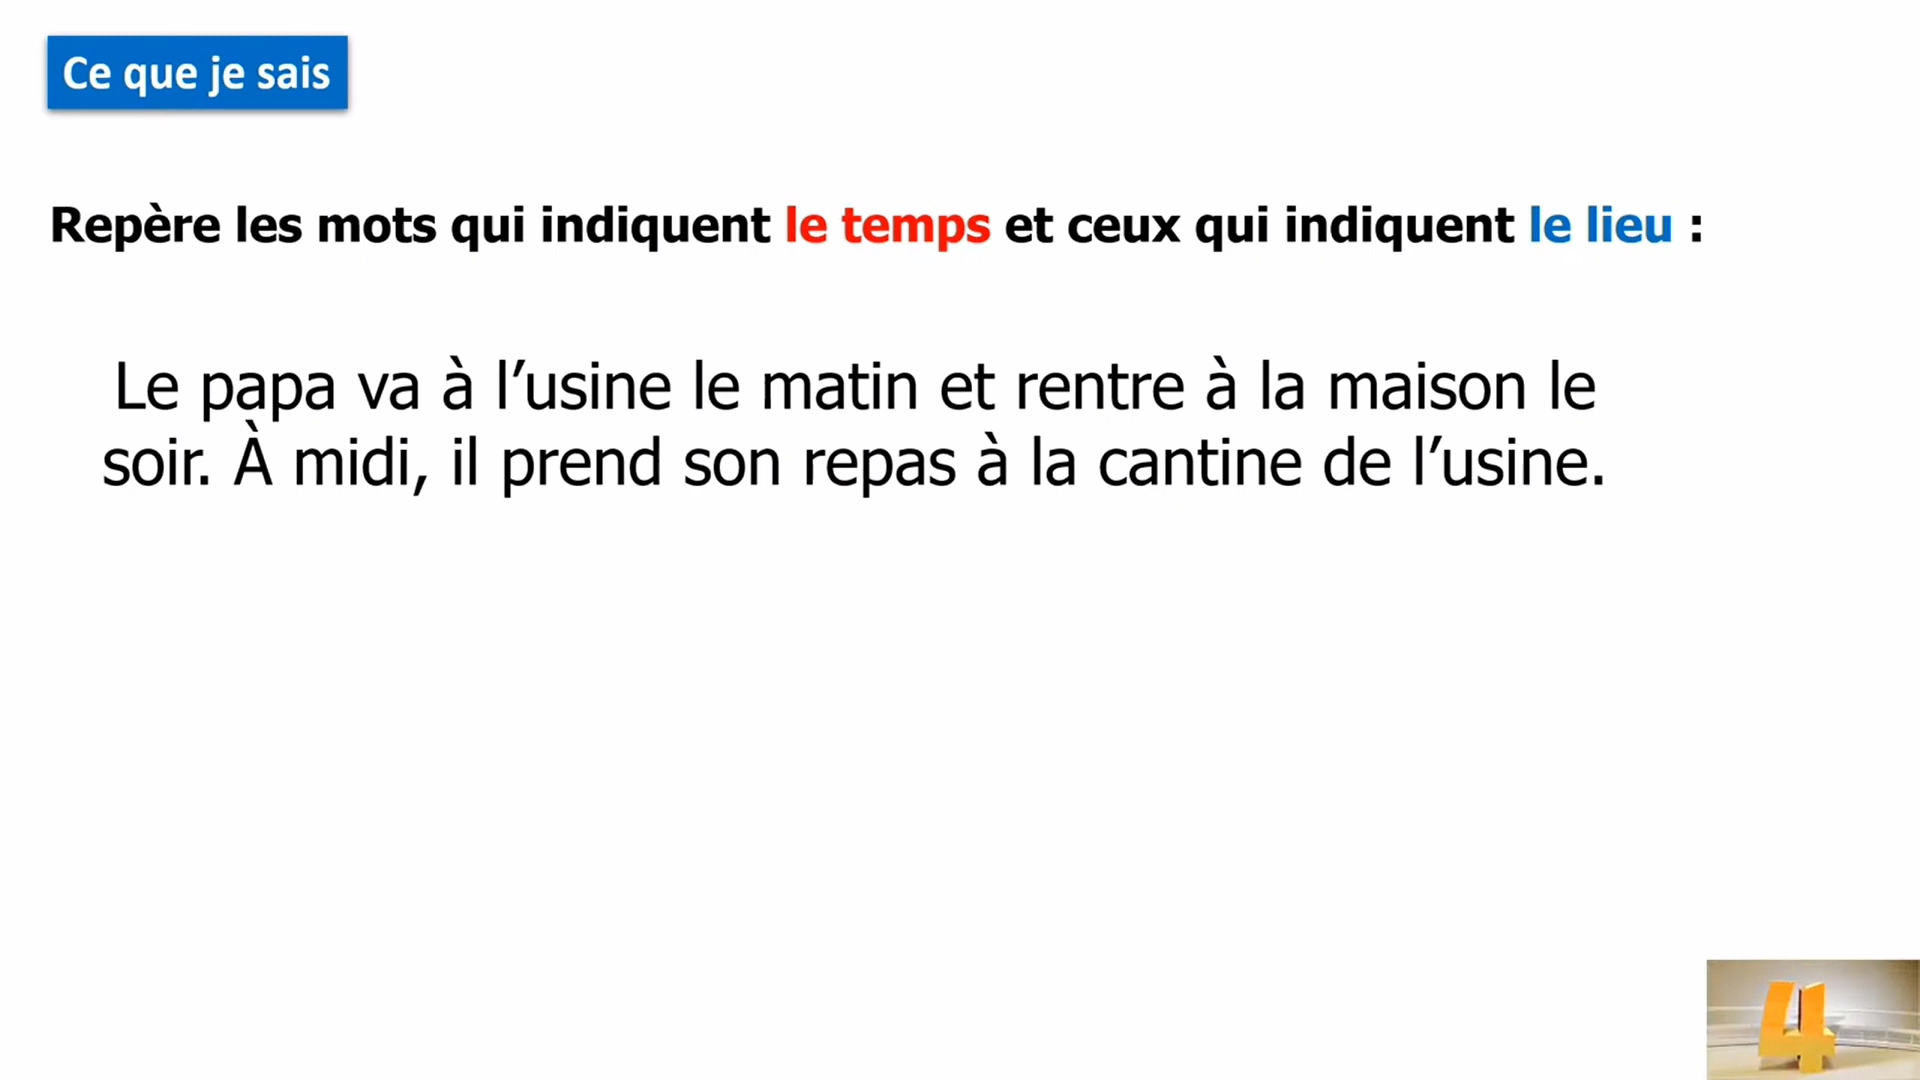 Ce que je sais
Repère les mots qui indiquent le temps et ceux qui indiquent le lieu :
Le papa va à l’usine le matin et rentre à la maison le
soir. À midi, il prend son repas à la cantine de l’usine.
4